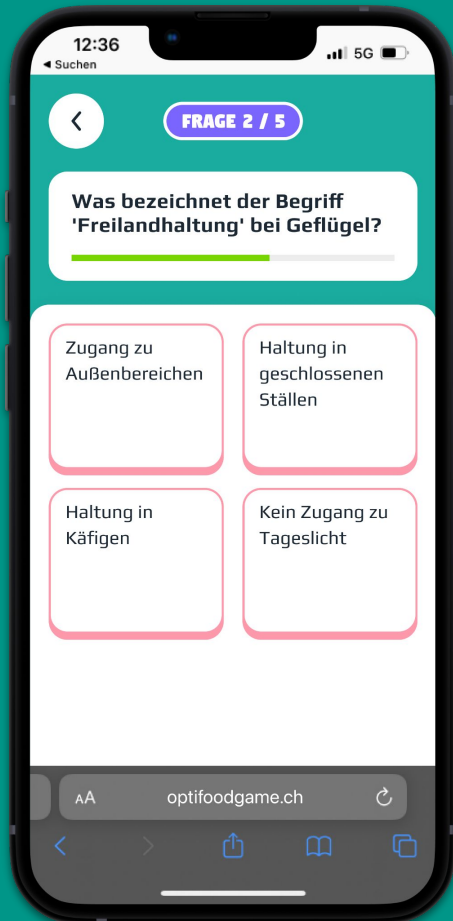 12:36
5G
◀ Suchen
FRAGE 2 / 5
Was bezeichnet der Begriff
'Freilandhaltung' bei Geflügel?
Zugang zu
Außenbereichen
Haltung in
geschlossenen
Ställen
Haltung in
Käfigen
Kein Zugang zu
Tageslicht
AA
optifoodgame.ch